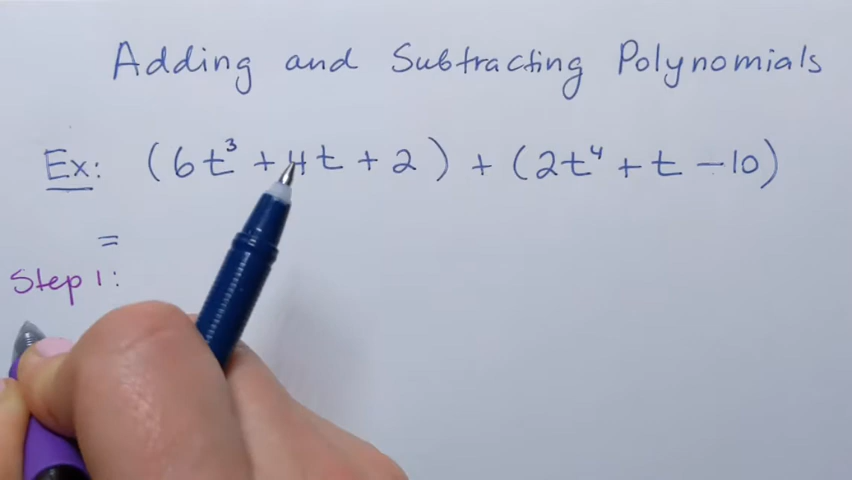 Adding and Subtracting Polynomials
Ex: (6t³ + 4t + 2) + (2t⁴ + t − 10)
=
Step 1: